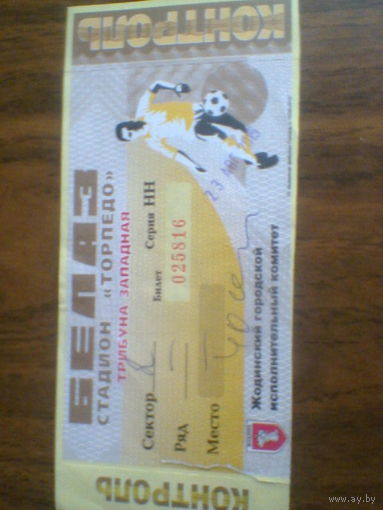 КОНТРОЛЬ
БЕЛАЗ
СТАДИОН «ТОРПЕДО»
ТРИБУНА ЗАПАДНАЯ
Билет Серия НН
025816
Сектор
Ряд
Место
Жодинский городской
исполнительный комитет
КОНТРОЛЬ
https://www.ay.by